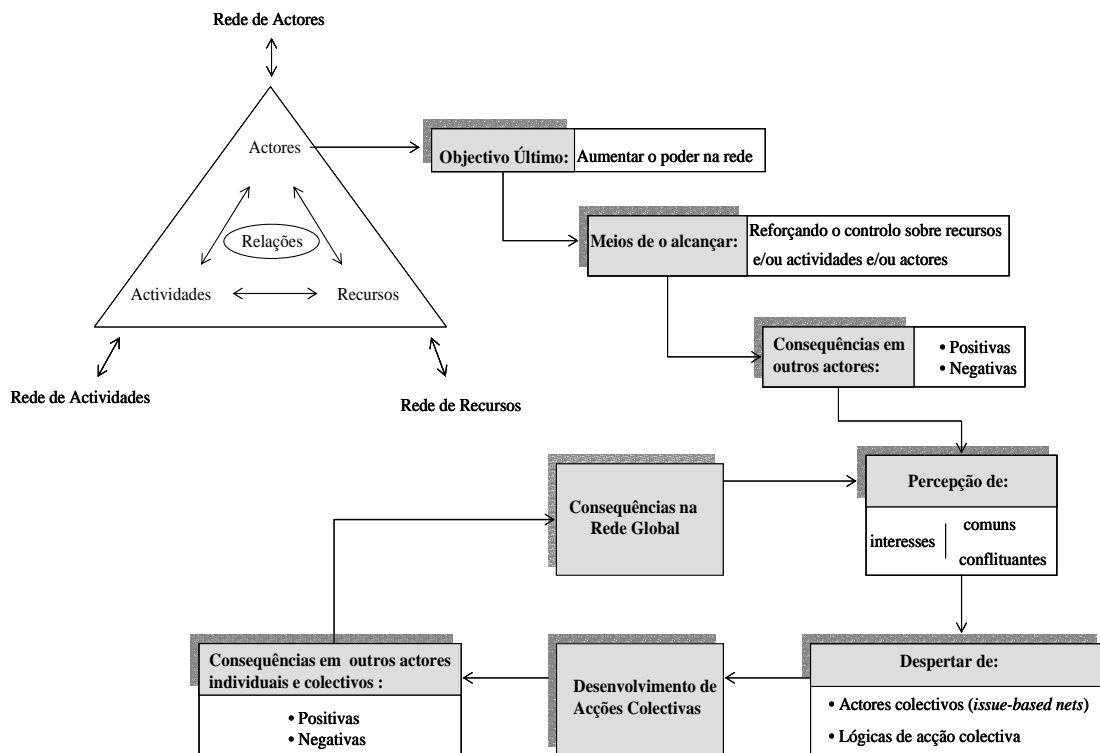 Rede de Actores
Actores
Relações
Actividades
Recursos
Rede de Actividades
Rede de Recursos
Objectivo Último:
Aumentar o poder na rede
Meios de o alcançar:
Reforçando o controlo sobre recursos
e/ou actividades e/ou actores
Consequências em
outros actores:
• Positivas
• Negativas
Percepção de:
interesses
comuns
conflituantes
Consequências na
Rede Global
Despertar de:
• Actores colectivos (issue-based nets)
• Lógicas de acção colectiva
Desenvolvimento de
Acções Colectivas
Consequências em outros actores
individuais e colectivos :
• Positivas
• Negativas